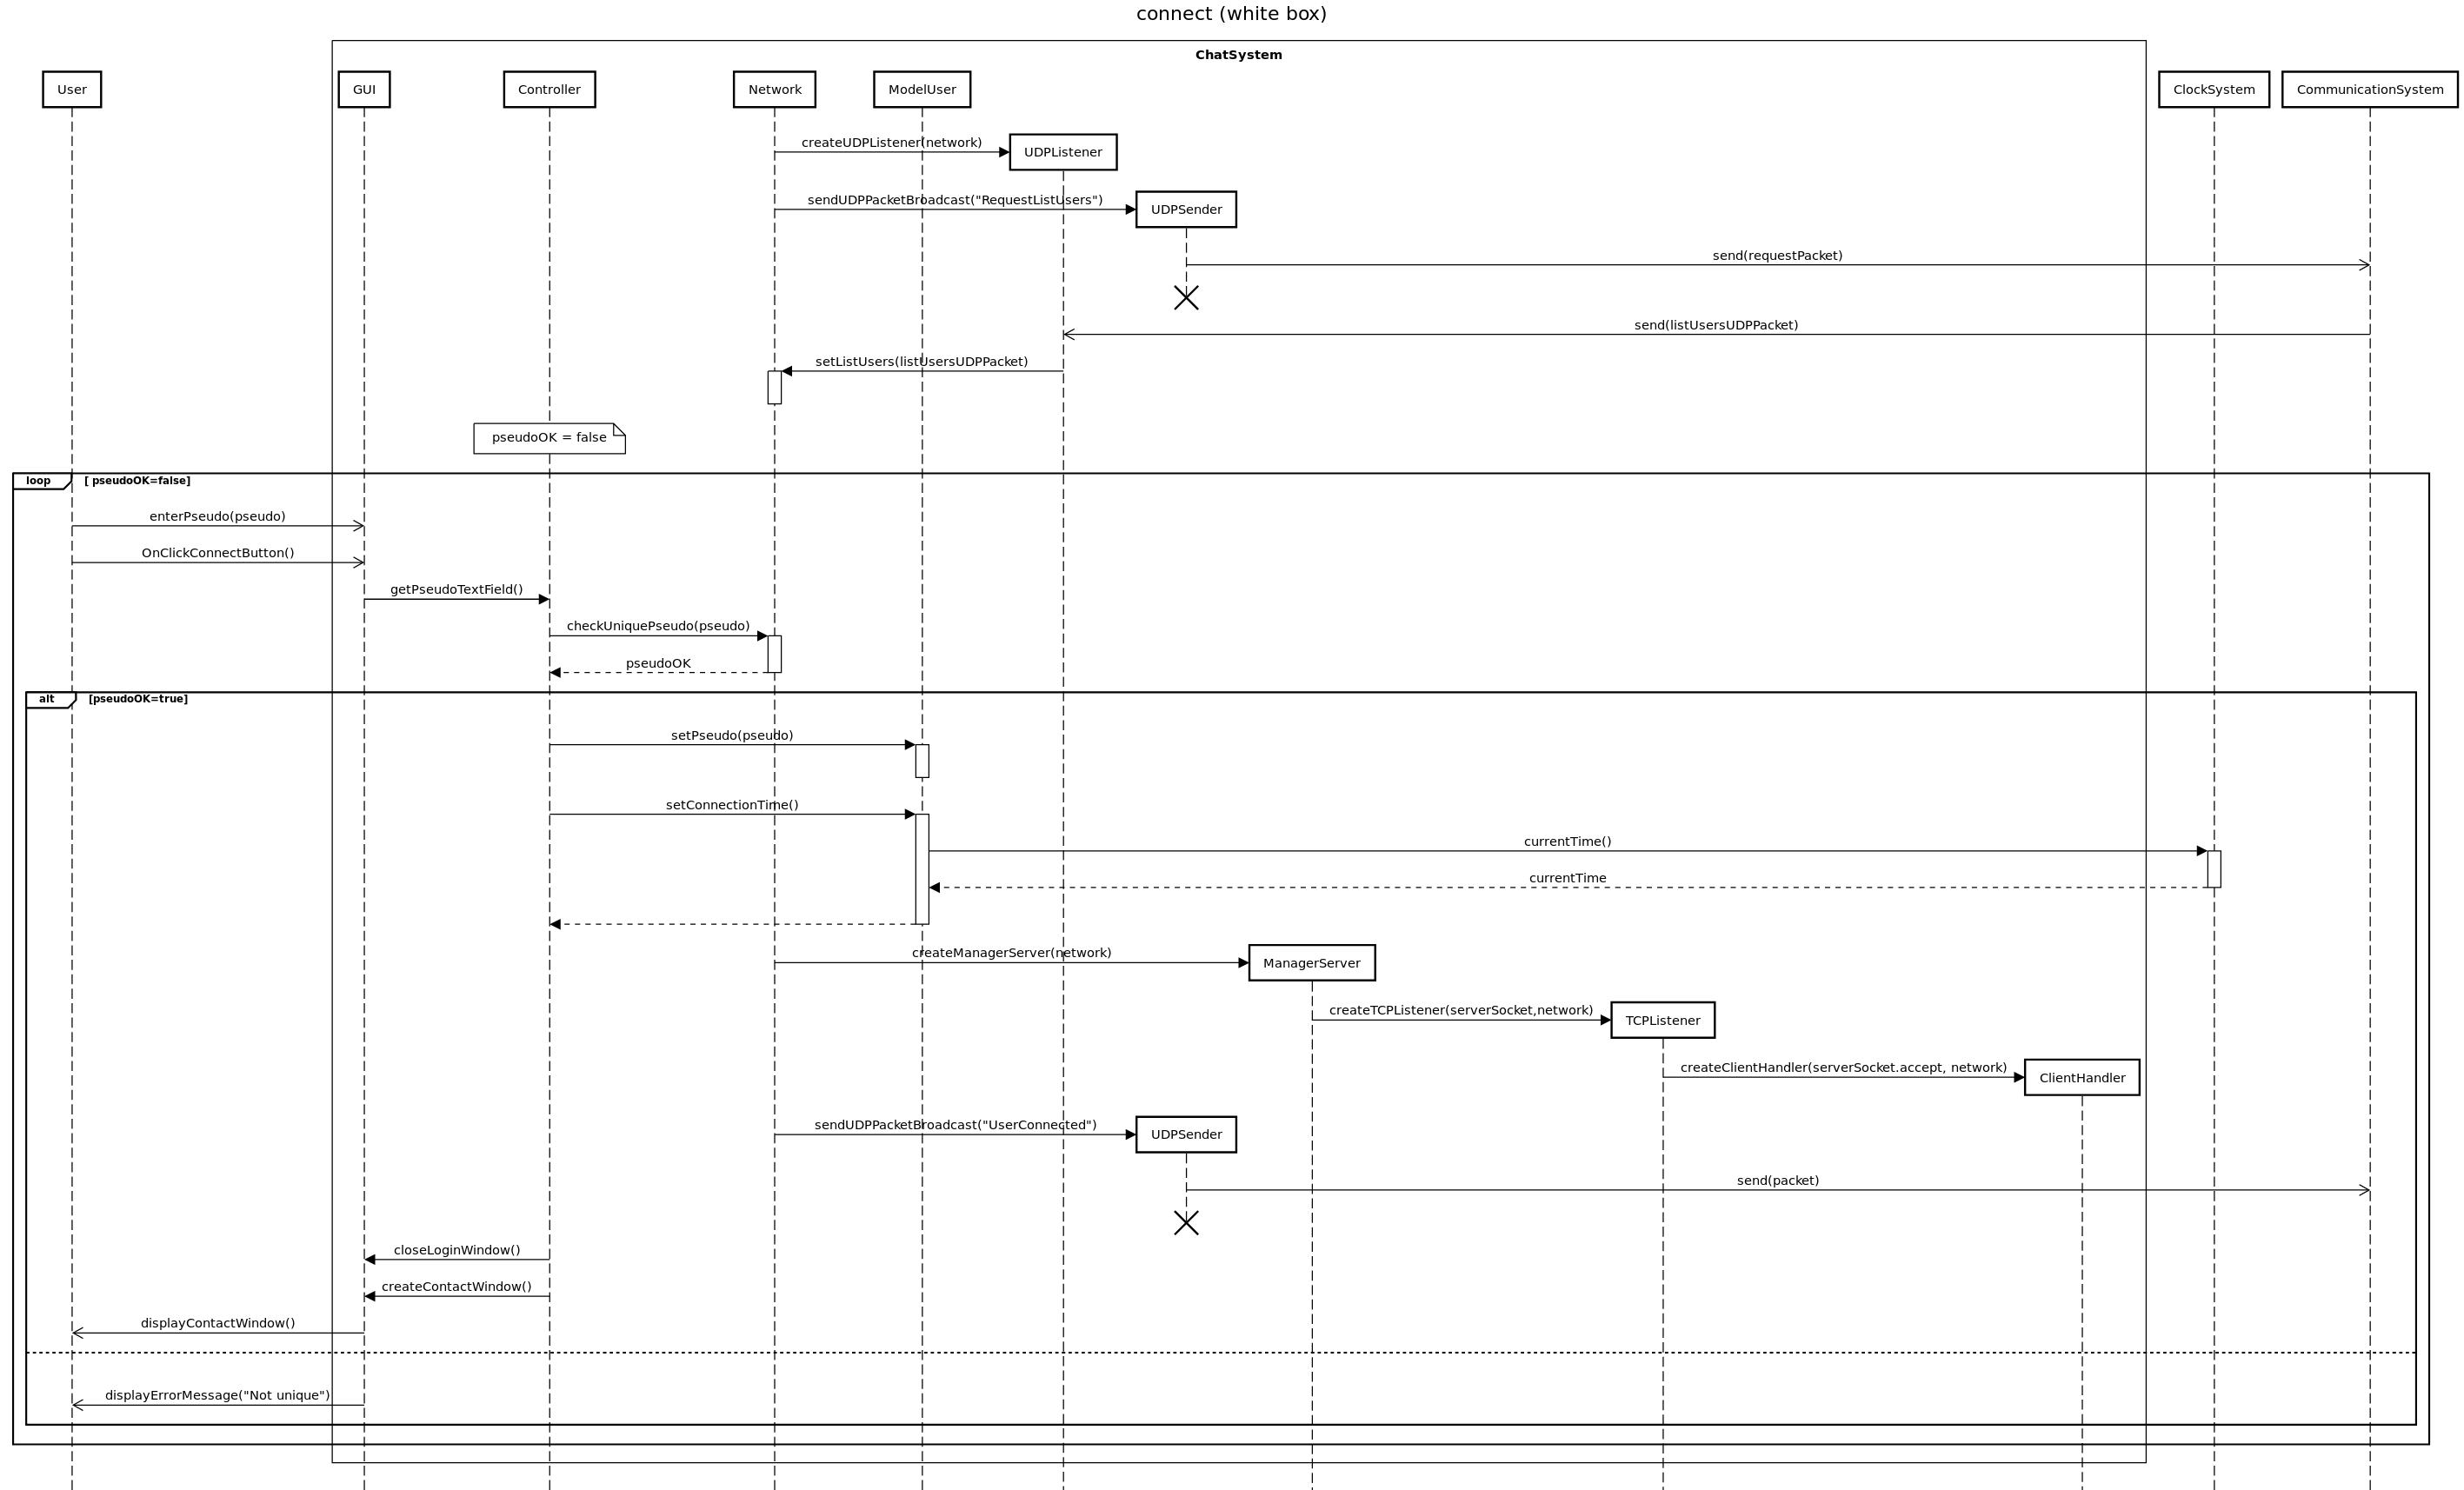 connect (white box)
ChatSystem
User
GUI
Controller
Network
ModelUser
ClockSystem
CommunicationSystem
createUDPListener(network)
UDPListener
sendUDPPacketBroadcast("RequestListUsers")
UDPSender
send(requestPacket)
send(listUsersUDPPacket)
setListUsers(listUsersUDPPacket)
pseudoOK = false
loop [ pseudoOK=false]
enterPseudo(pseudo)
OnClickConnectButton()
getPseudoTextField()
checkUniquePseudo(pseudo)
pseudoOK
alt [pseudoOK=true]
setPseudo(pseudo)
setConnectionTime()
currentTime()
currentTime
createManagerServer(network)
ManagerServer
createTCPListener(serverSocket,network)
TCPListener
createClientHandler(serverSocket.accept, network)
ClientHandler
sendUDPPacketBroadcast("UserConnected")
UDPSender
send(packet)
closeLoginWindow()
createContactWindow()
displayContactWindow()
displayErrorMessage("Not unique")